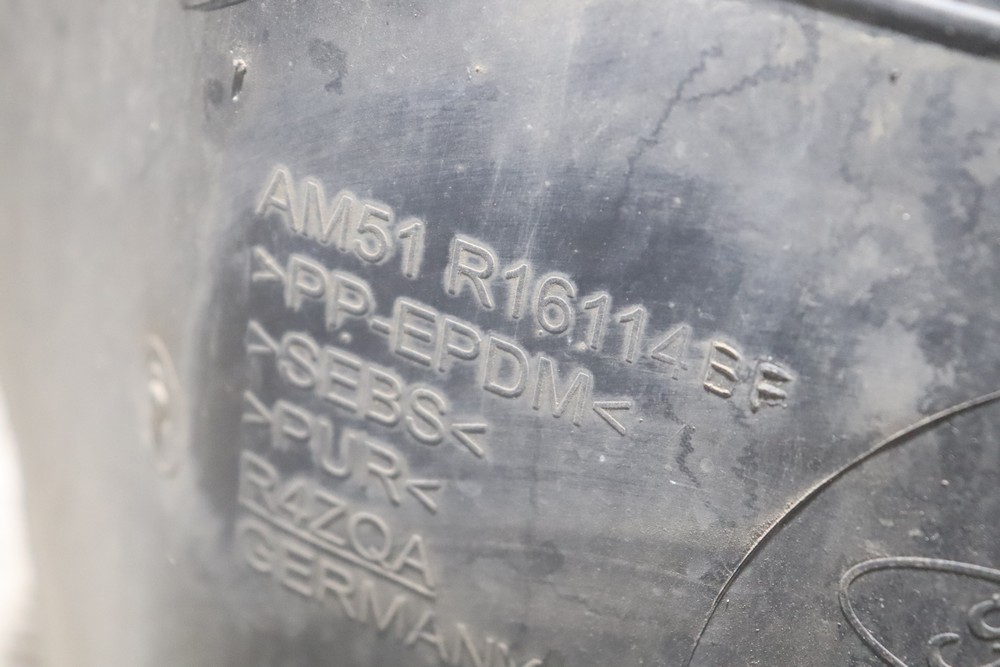 AM51 R16114 BE
>PP-EPDM<
>SEBS<
>PUR<
R4ZQA
GERMANY